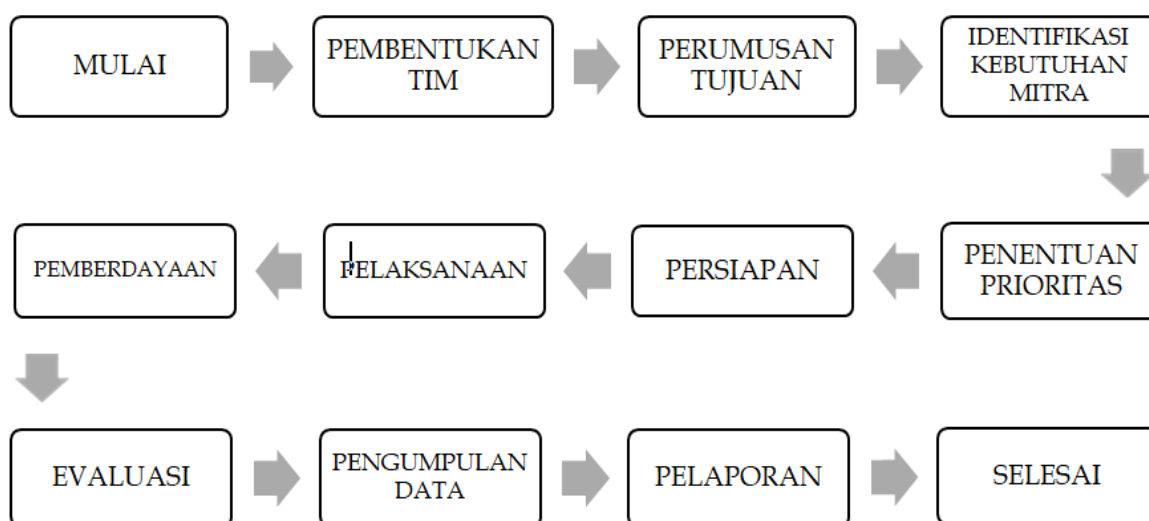 MULAI
PEMBENTUKAN
TIM
PERUMUSAN
TUJUAN
IDENTIFIKASI
KEBUTUHAN
MITRA
PENENTUAN
PRIORITAS
PERSIAPAN
PELAKSANAAN
PEMBERDAYAAN
EVALUASI
PENGUMPULAN
DATA
PELAPORAN
SELESAI